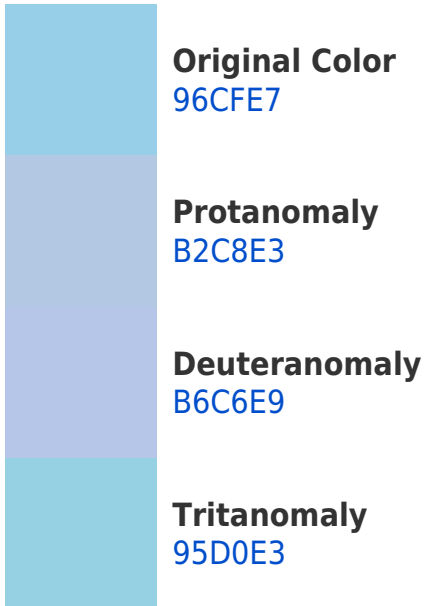 Original Color
96CFE7
Protanomaly
B2C8E3
Deuteranomaly
B6C6E9
Tritanomaly
95D0E3